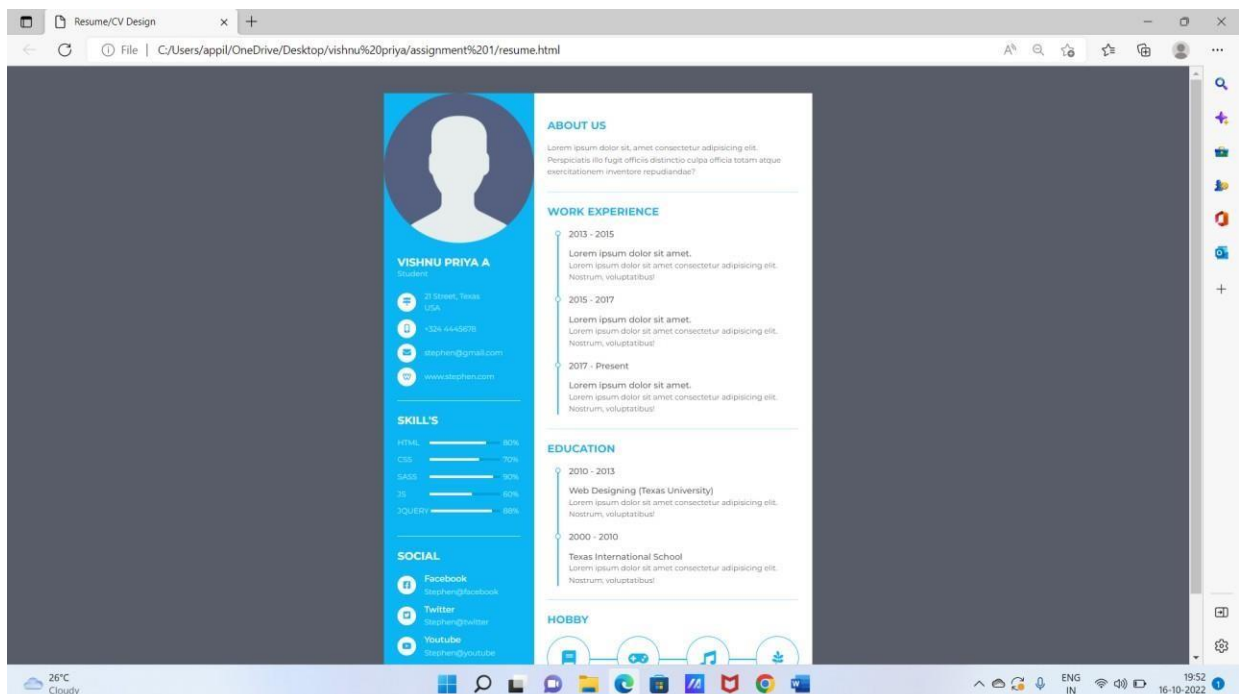 Resume/CV Design
File | C:/Users/appil/OneDrive/Desktop/vishnu%20priya/assignment%201/resume.html
VISHNU PRIYA A
Student
21 Street, Texas
USA
+324 4445678
stephen@gmail.com
www.stephen.com
SKILL'S
HTML 80%
CSS 70%
SASS 90%
JS 60%
JQUERY 88%
SOCIAL
Facebook
Stephen@facebook
Twitter
Stephen@twitter
Youtube
Stephen@youtube
ABOUT US
Lorem ipsum dolor sit, amet consectetur adipisicing elit.
Perspiciatis illo fugit officiis distinctio culpa officia totam atque
exercitationem inventore repudiandae?
WORK EXPERIENCE
2013 - 2015
Lorem ipsum dolor sit amet.
Lorem ipsum dolor sit amet consectetur adipisicing elit.
Nostrum, voluptatibus!
2015 - 2017
Lorem ipsum dolor sit amet.
Lorem ipsum dolor sit amet consectetur adipisicing elit.
Nostrum, voluptatibus!
2017 - Present
Lorem ipsum dolor sit amet.
Lorem ipsum dolor sit amet consectetur adipisicing elit.
Nostrum, voluptatibus!
EDUCATION
2010 - 2013
Web Designing (Texas University)
Lorem ipsum dolor sit amet consectetur adipisicing elit.
Nostrum, voluptatibus!
2000 - 2010
Texas International School
Lorem ipsum dolor sit amet consectetur adipisicing elit.
Nostrum, voluptatibus!
HOBBY
26°C
Cloudy
ENG
IN
19:52
16-10-2022
1